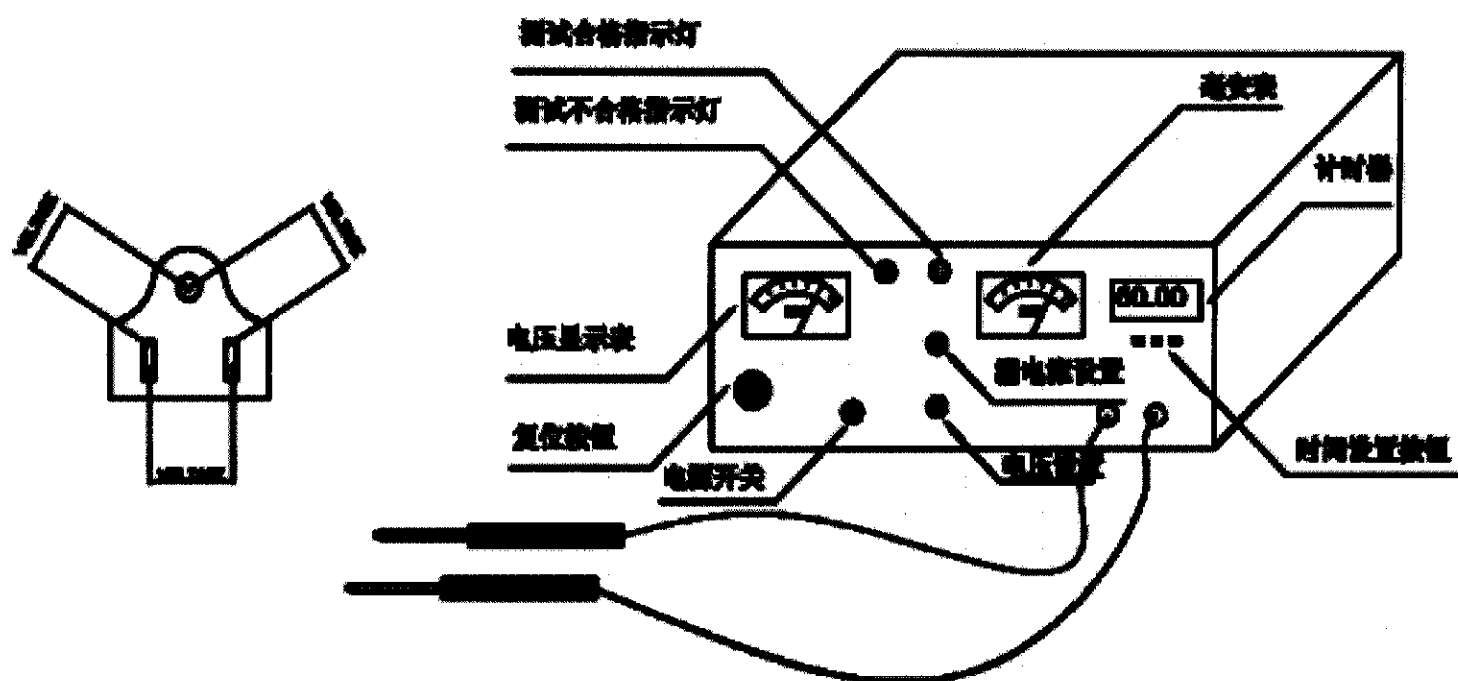 测试合格指示灯
测试不合格指示灯
毫安表
计时器
60.00
电压显示表
漏电流设置
复位按钮
电源开关
电压设置
时间设置按钮